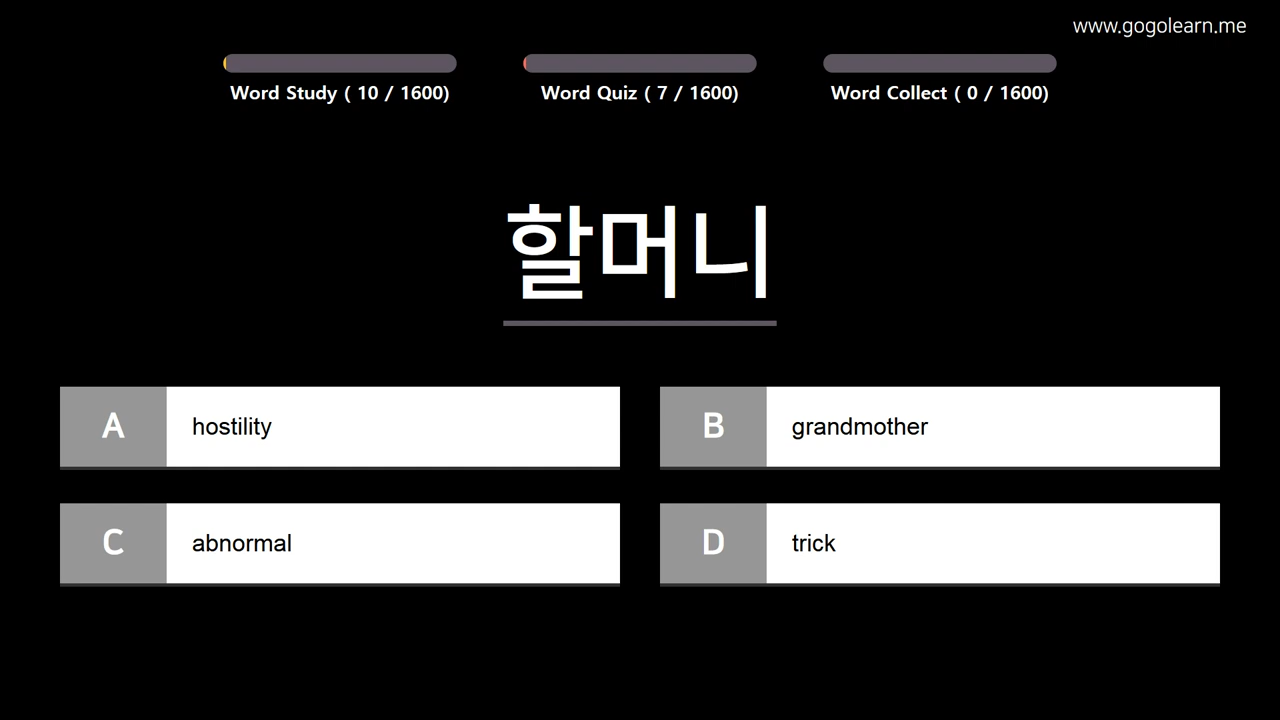 www.gogolearn.me
Word Study ( 10 / 1600)
Word Quiz ( 7 / 1600)
Word Collect ( 0 / 1600)
할머니
A hostility
B grandmother
C abnormal
D trick